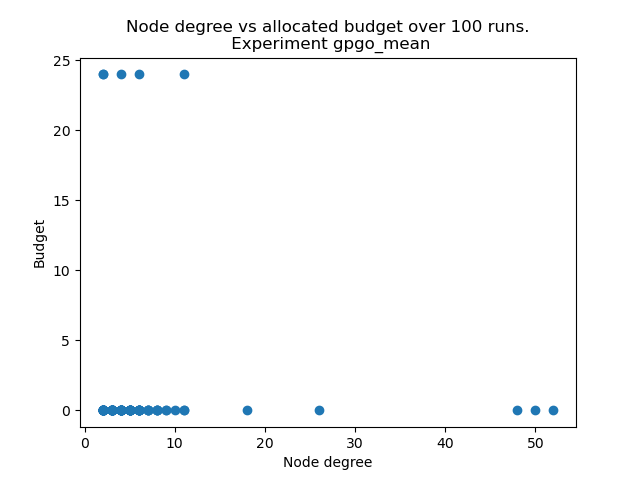 Node degree vs allocated budget over 100 runs.
Experiment gpgo_mean
25
20
15
10
5
0
Budget
0 10 20 30 40 50
Node degree